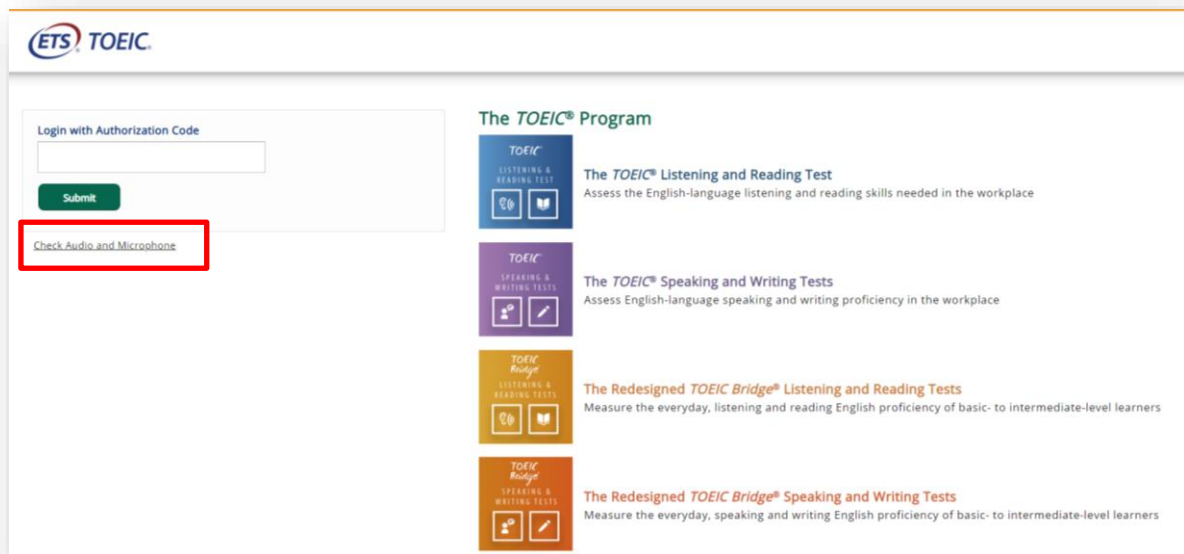 ETS® TOEIC®
Login with Authorization Code
Submit
Check Audio and Microphone
The TOEIC® Program
TOEIC®
LISTENING &
READING TEST
The TOEIC® Listening and Reading Test
Assess the English-language listening and reading skills needed in the workplace
TOEIC®
SPEAKING &
WRITING TESTS
The TOEIC® Speaking and Writing Tests
Assess English-language speaking and writing proficiency in the workplace
TOEIC
Bridge®
LISTENING &
READING TESTS
The Redesigned TOEIC Bridge® Listening and Reading Tests
Measure the everyday, listening and reading English proficiency of basic- to intermediate-level learners
TOEIC
Bridge®
SPEAKING &
WRITING TESTS
The Redesigned TOEIC Bridge® Speaking and Writing Tests
Measure the everyday, speaking and writing English proficiency of basic- to intermediate-level learners